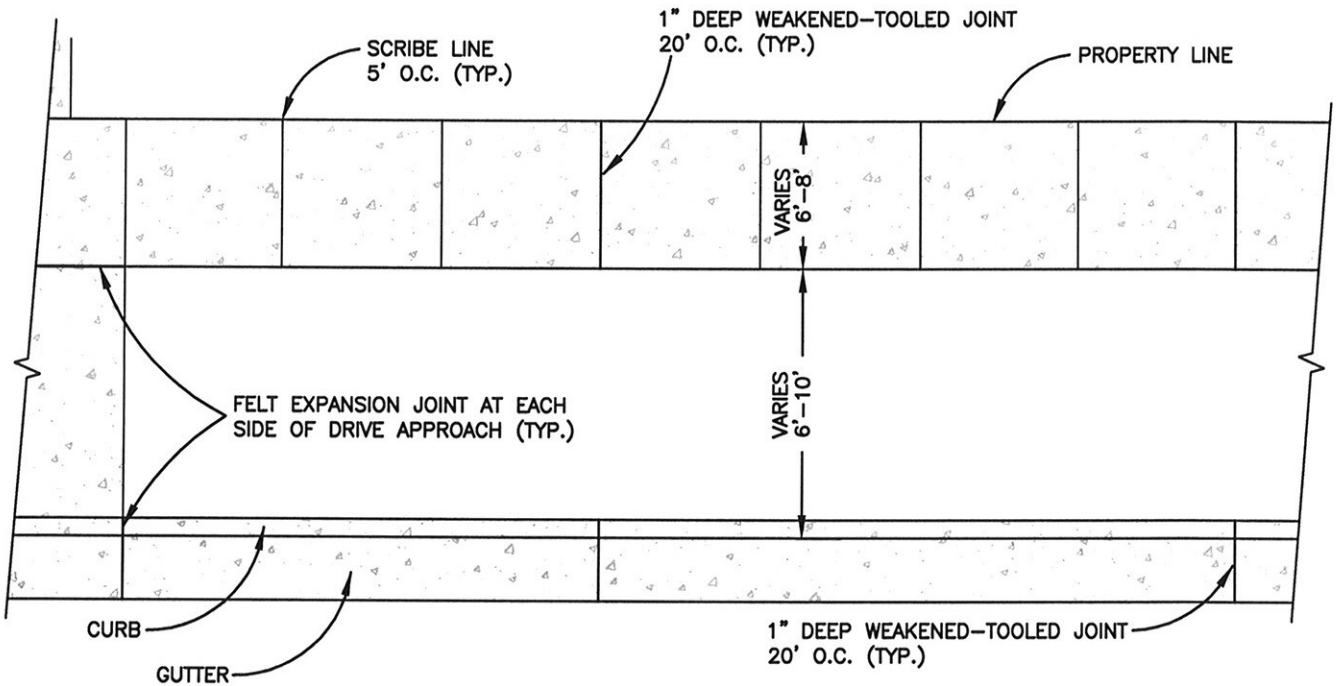 1" DEEP WEAKENED-TOOLED JOINT
20' O.C. (TYP.)
SCRIBE LINE
5' O.C. (TYP.)
PROPERTY LINE
VARIES
6'-8'
FELT EXPANSION JOINT AT EACH
SIDE OF DRIVE APPROACH (TYP.)
VARIES
6'-10'
CURB
GUTTER
1" DEEP WEAKENED-TOOLED JOINT
20' O.C. (TYP.)